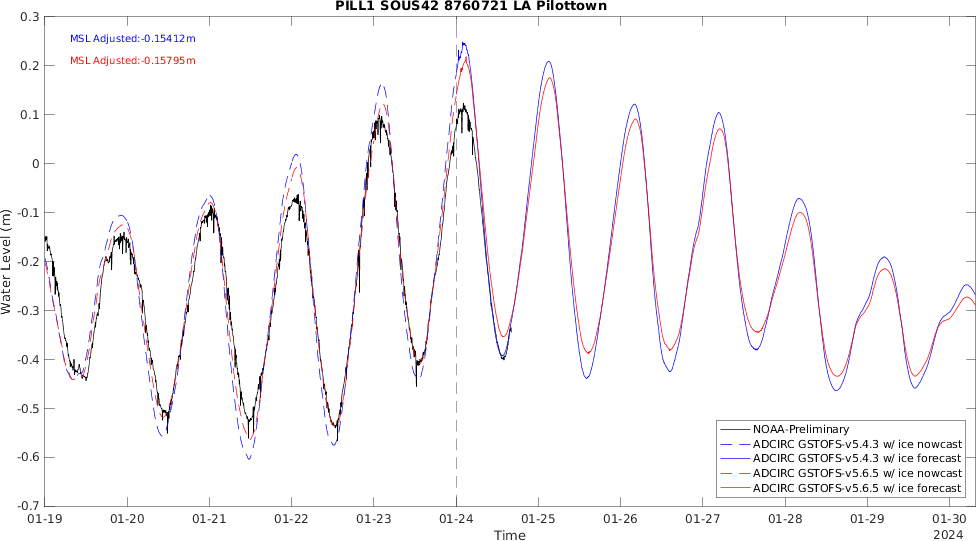 PILL1 SOUS42 8760721 LA Pilottown
MSL Adjusted:-0.15412m
MSL Adjusted:-0.15795m
Water Level (m)
0.3
0.2
0.1
0
-0.1
-0.2
-0.3
-0.4
-0.5
-0.6
-0.7
NOAA-Preliminary
ADCIRC GSTOFS-v5.4.3 w/ ice nowcast
ADCIRC GSTOFS-v5.4.3 w/ ice forecast
ADCIRC GSTOFS-v5.6.5 w/ ice nowcast
ADCIRC GSTOFS-v5.6.5 w/ ice forecast
01-19 01-20 01-21 01-22 01-23 01-24 01-25 01-26 01-27 01-28 01-29 01-30
Time
2024